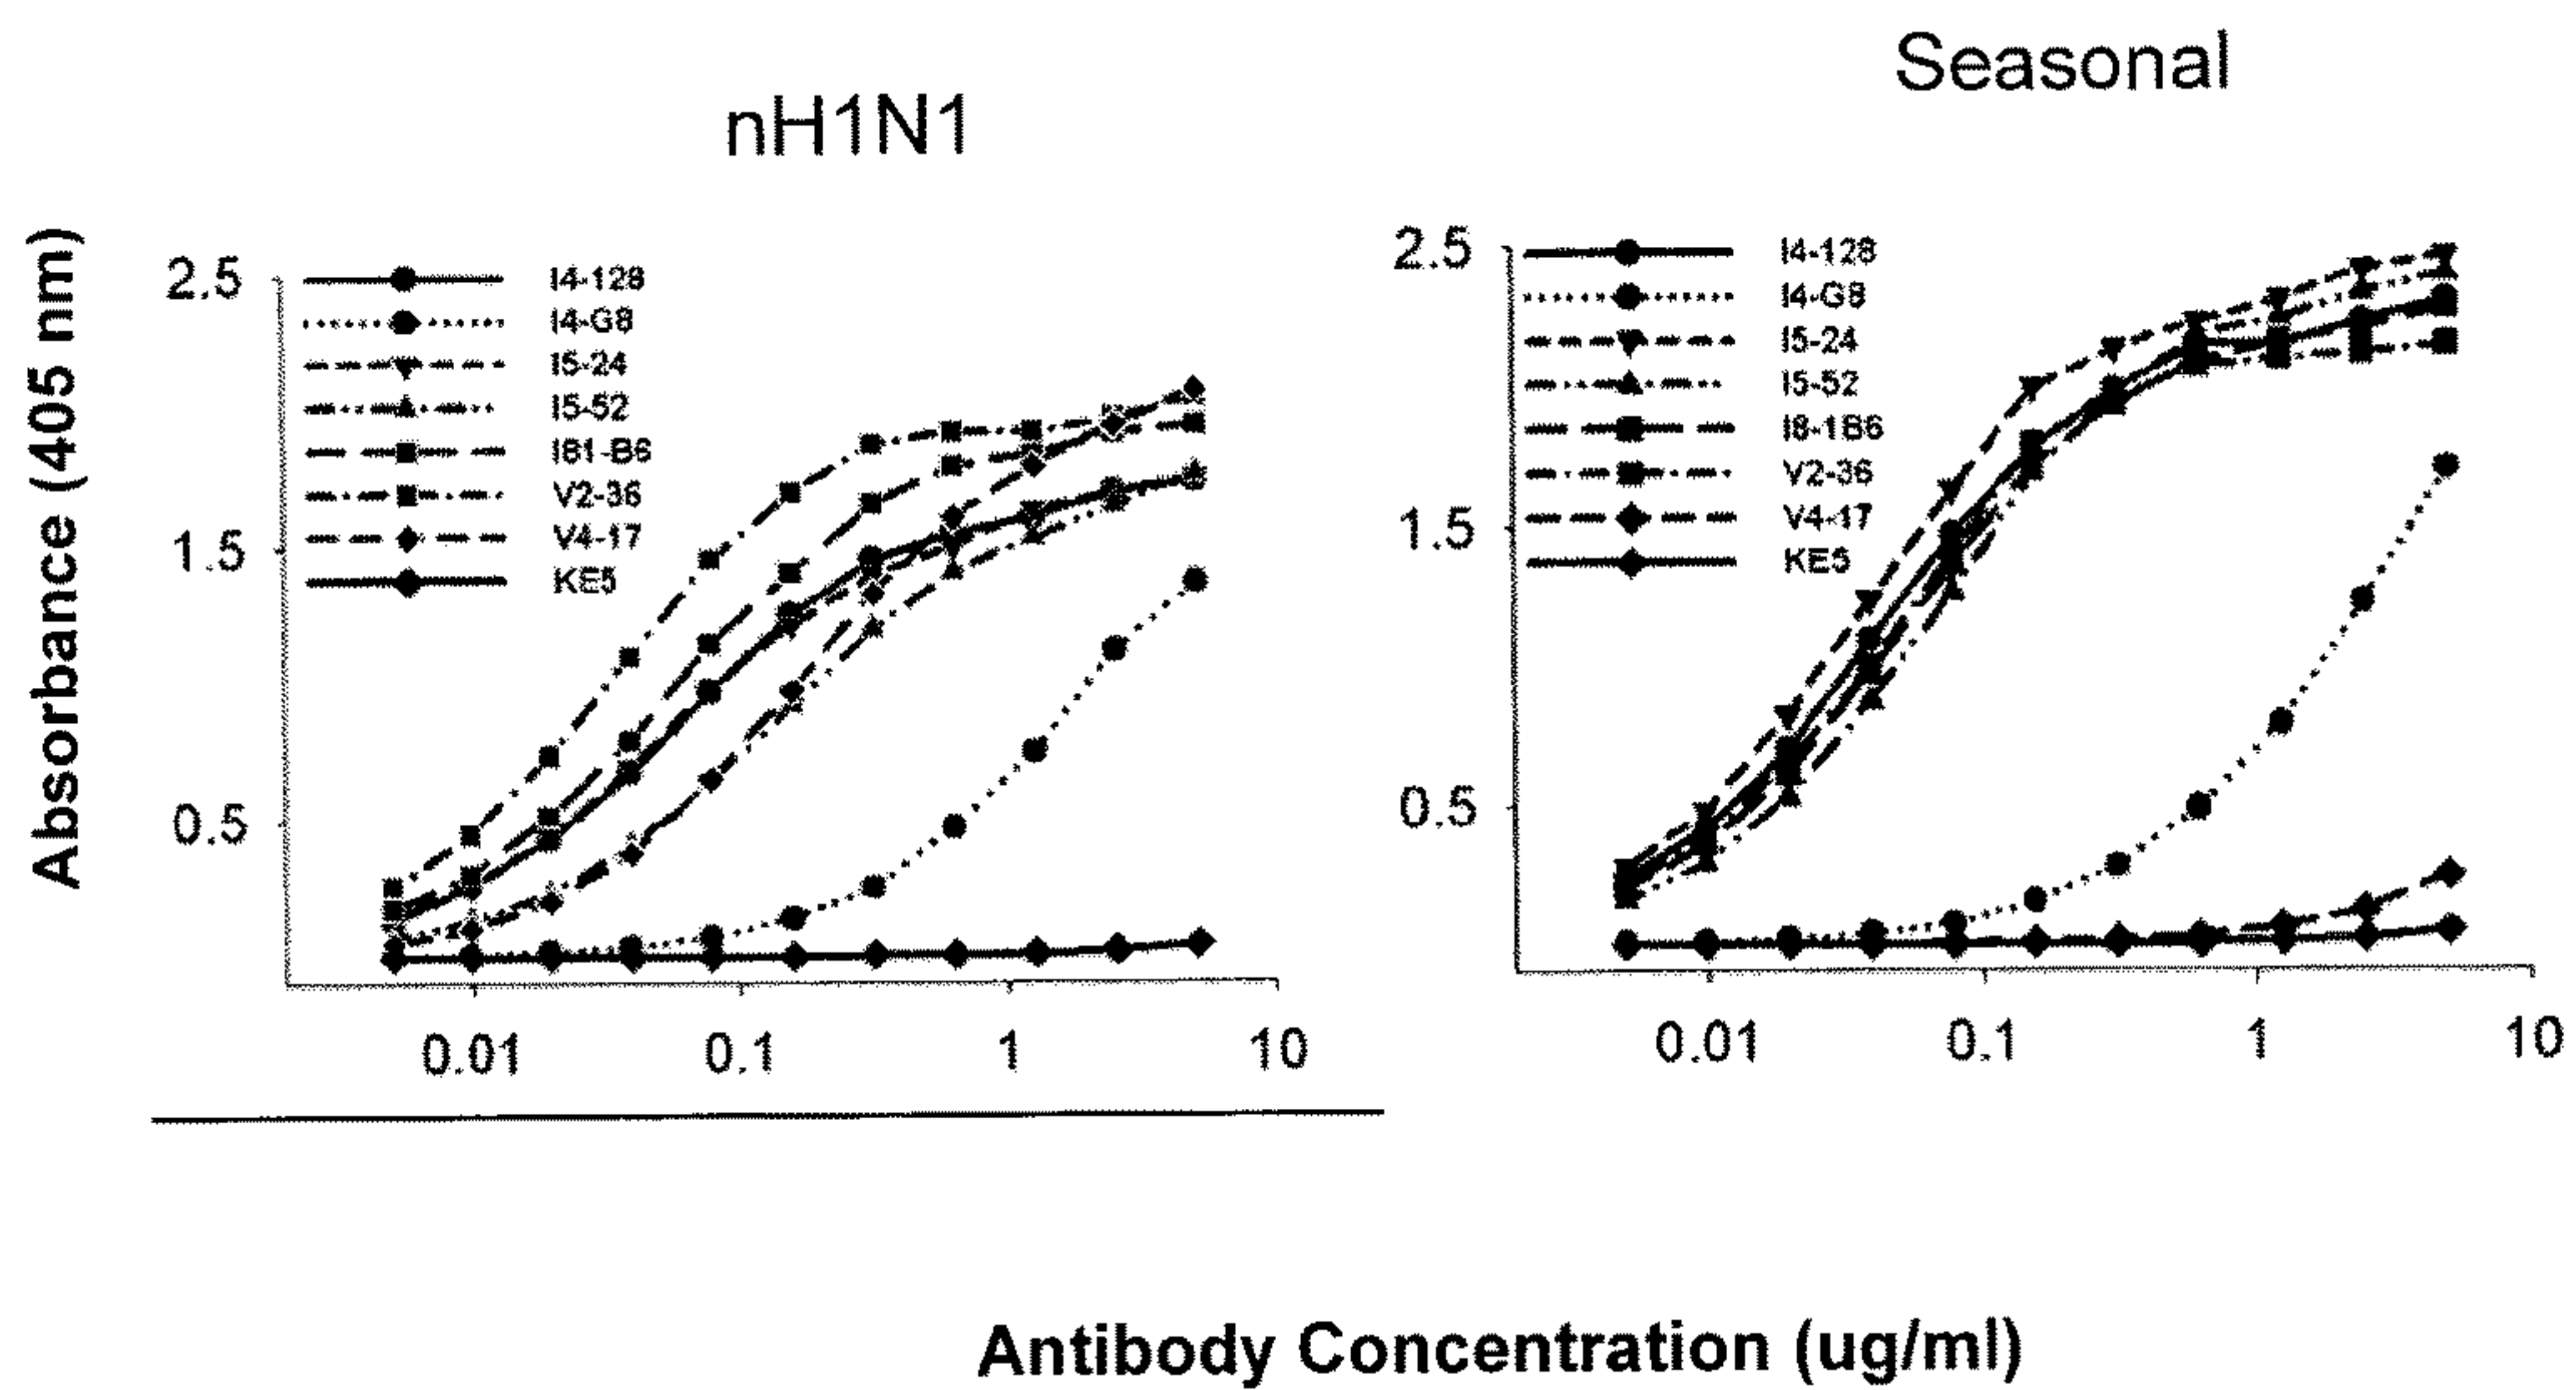 nH1N1
Absorbance (405 nm)
2.5
1.5
0.5
I4-128
I4-G8
I5-24
I5-52
I81-B6
V2-36
V4-17
KE5
0.01
0.1
1
10
Seasonal
2.5
1.5
0.5
I4-128
I4-G8
I5-24
I5-52
I8-1B6
V2-36
V4-17
KE5
0.01
0.1
1
10
Antibody Concentration (ug/ml)